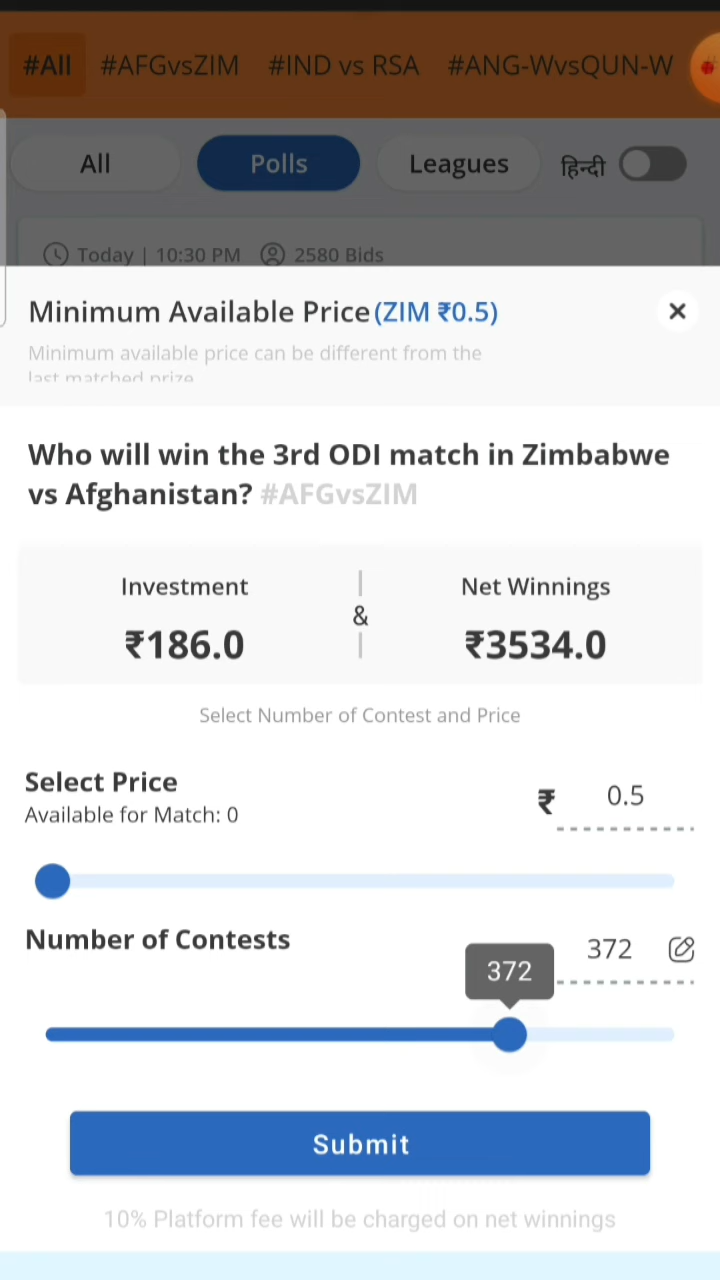 #All #AFGvsZIM #IND vs RSA #ANG-WvsQUN-W
All Polls Leagues हिन्दी
Today | 10:30 PM 2580 Bids
Minimum Available Price (ZIM ₹0.5)
Minimum available price can be different from the
last matched prize
Who will win the 3rd ODI match in Zimbabwe
vs Afghanistan? #AFGvsZIM
Investment & Net Winnings
₹186.0 ₹3534.0
Select Number of Contest and Price
Select Price
Available for Match: 0
₹ 0.5
Number of Contests
372
372
Submit
10% Platform fee will be charged on net winnings